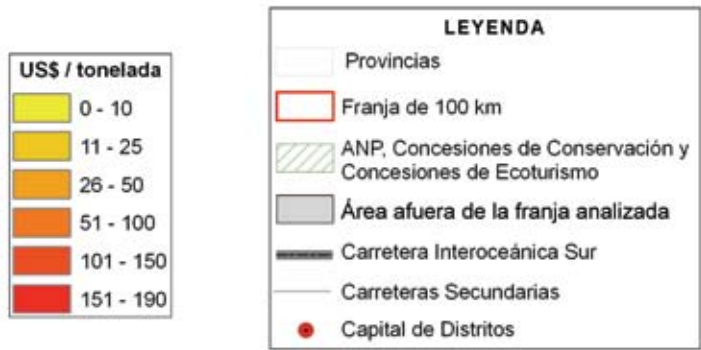 US$ / tonelada
0 - 10
11 - 25
26 - 50
51 - 100
101 - 150
151 - 190
LEYENDA
Provincias
Franja de 100 km
ANP, Concesiones de Conservación y
Concesiones de Ecoturismo
Área afuera de la franja analizada
Carretera Interoceánica Sur
Carreteras Secundarias
Capital de Distritos